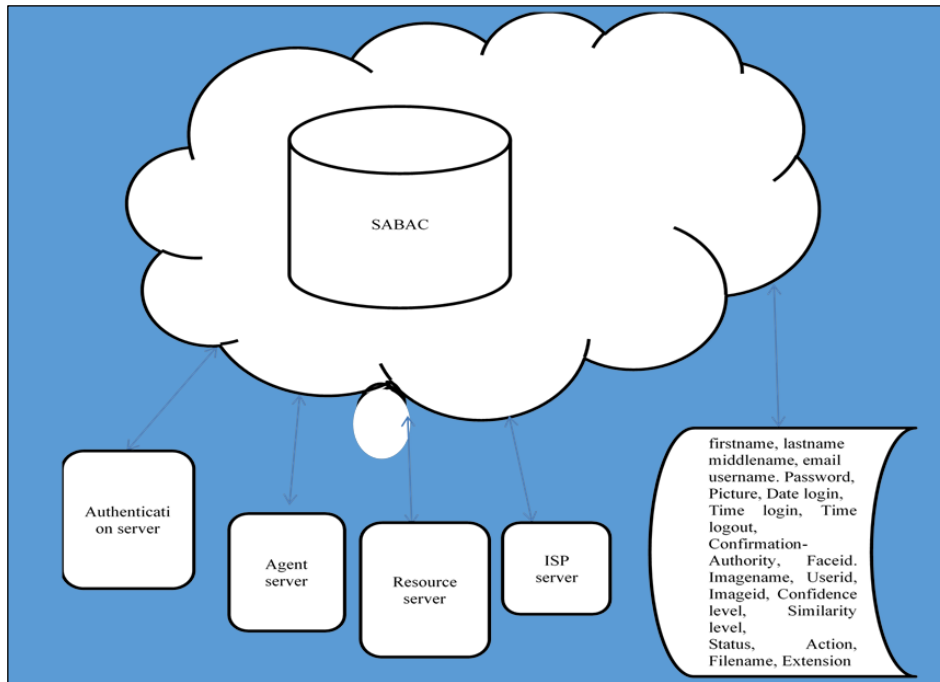 SABAC
Authenticati
on server
Agent
server
Resource
server
ISP
server
firstname, lastname
middlename, email
username. Password,
Picture, Date login,
Time login, Time
logout,
Confirmation-
Authority, Faceid.
Imagename, Userid,
Imageid, Confidence
level, Similarity
level,
Status, Action,
Filename, Extension